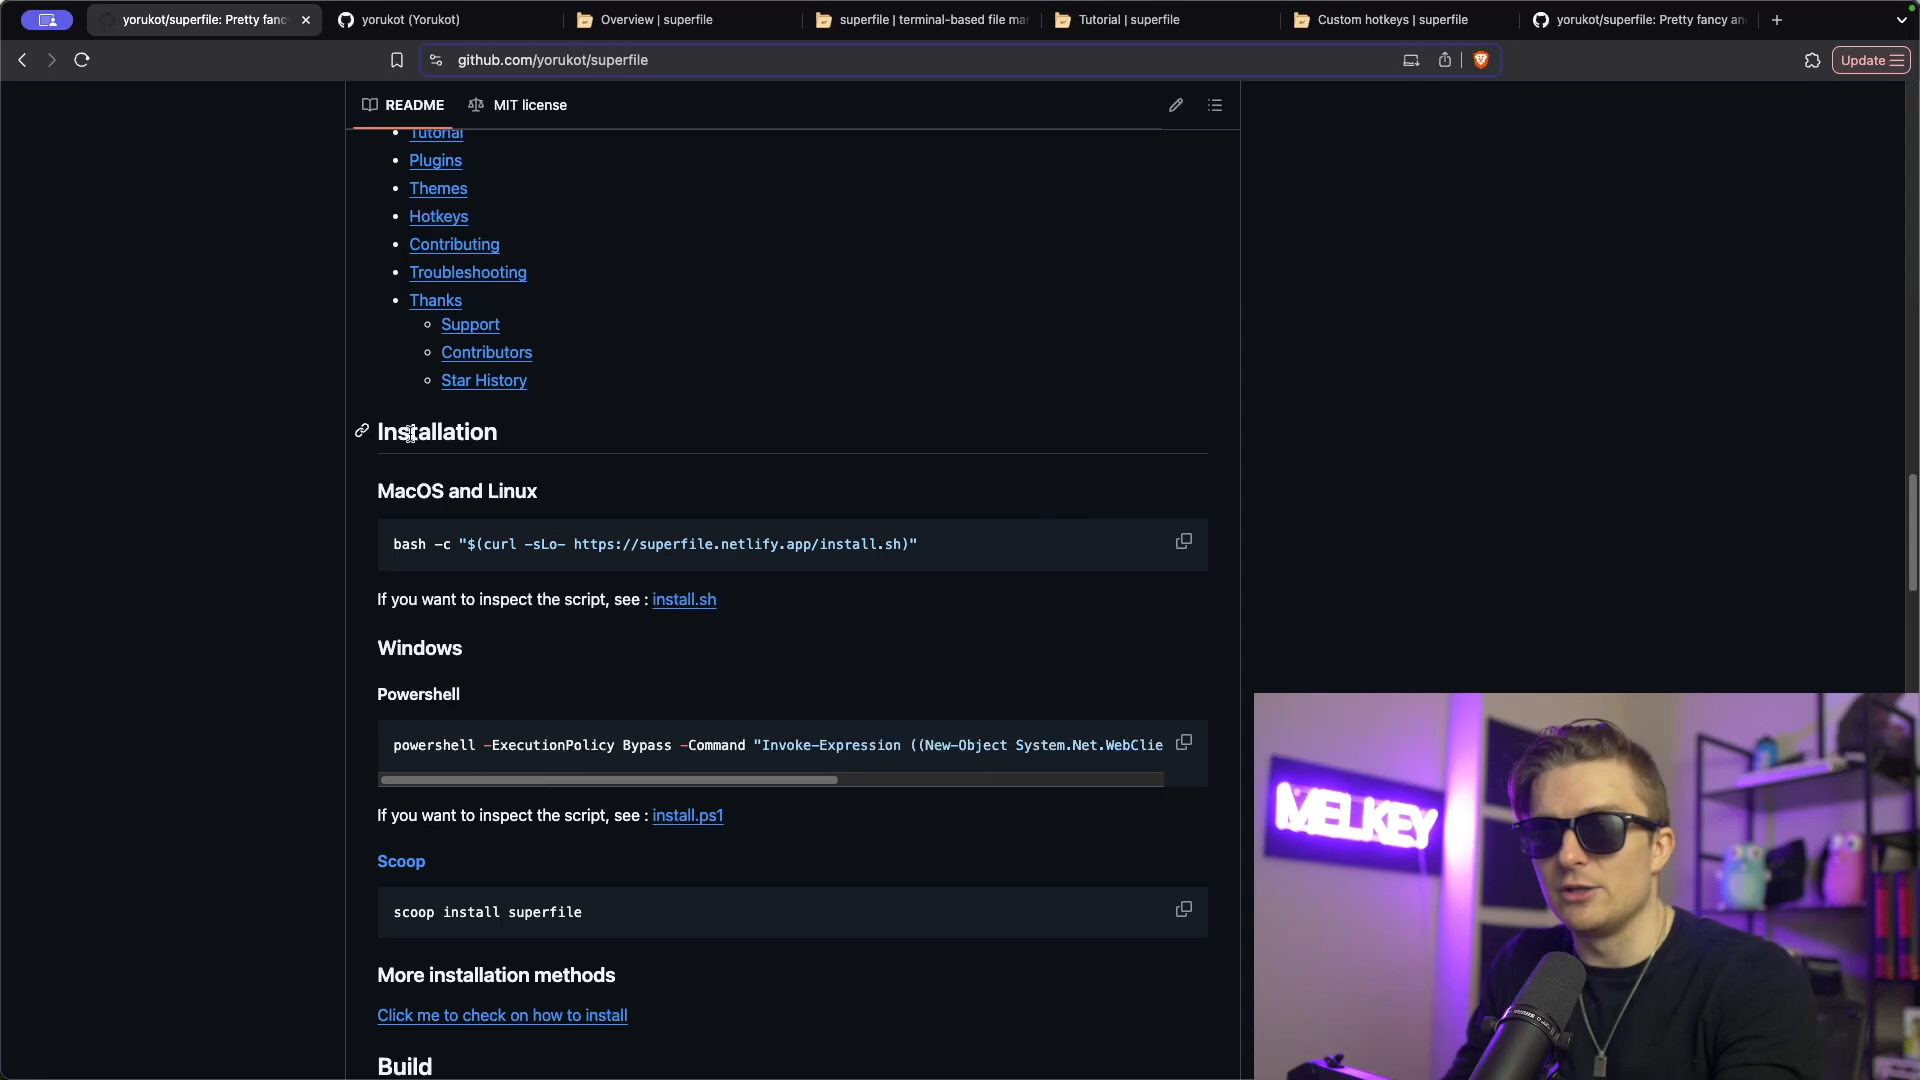 yorukot/superfile: Pretty fanc
yorukot (Yorukot)
Overview | superfile
superfile | terminal-based file mar
Tutorial | superfile
Custom hotkeys | superfile
yorukot/superfile: Pretty fancy an
github.com/yorukot/superfile
Update
README
MIT license
Tutorial
Plugins
Themes
Hotkeys
Contributing
Troubleshooting
Thanks
Support
Contributors
Star History
Installation
MacOS and Linux
bash -c "$(curl -sLo- https://superfile.netlify.app/install.sh)"
If you want to inspect the script, see : install.sh
Windows
Powershell
powershell -ExecutionPolicy Bypass -Command "Invoke-Expression ((New-Object System.Net.WebClie
If you want to inspect the script, see : install.ps1
Scoop
scoop install superfile
More installation methods
Click me to check on how to install
Build
MELKEY